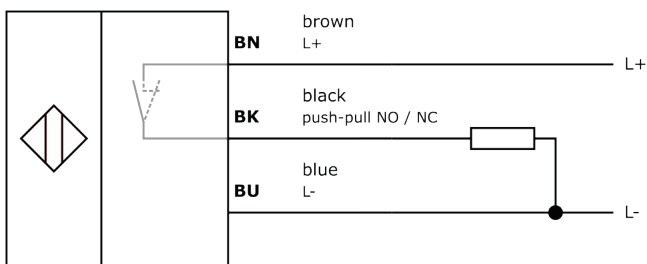 brown
BN L+
L+
black
BK push-pull NO / NC
blue
BU L-
L-